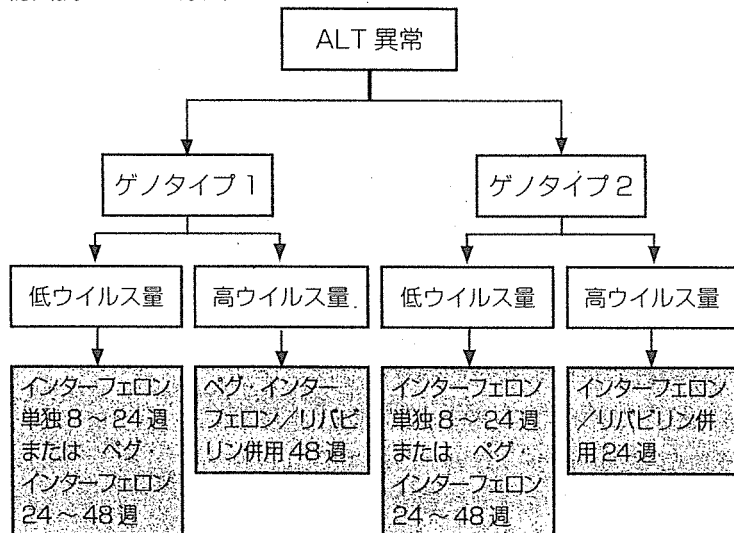 ALT 異常
ゲノタイプ 1
ゲノタイプ 2
低ウイルス量
高ウイルス量
低ウイルス量
高ウイルス量
インターフェロン
単独 8～24 週
または ペグ・
インターフェロン
24～48 週
ペグ・インター
フェロン／リバビ
リン併用 48 週
インターフェロン
単独 8～24 週
または ペグ・
インターフェロン
24～48 週
インターフェロン
／リバビリン併
用 24 週